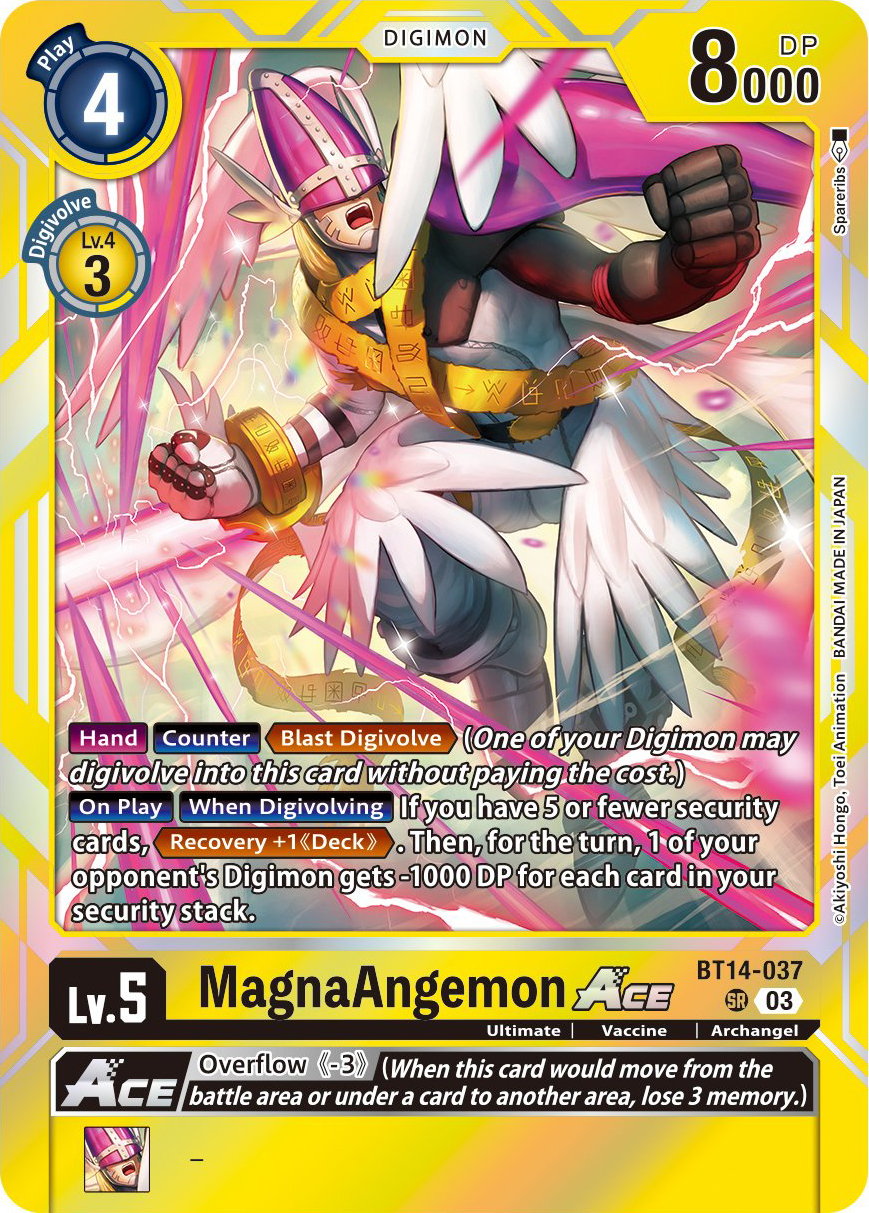 DIGIMON
Play
4
DP
8000
Digivolve
Lv.4
3
Spareribs
Hand Counter Blast Digivolve (One of your Digimon may
digivolve into this card without paying the cost.)
On Play When Digivolving If you have 5 or fewer security
cards, Recovery +1《Deck》. Then, for the turn, 1 of your
opponent's Digimon gets -1000 DP for each card in your
security stack.
©Akiyoshi Hongo, Toei Animation BANDAI MADE IN JAPAN
Lv.5
MagnaAngemon ACE
BT14-037
SR 03
Ultimate | Vaccine | Archangel
ACE Overflow《-3》(When this card would move from the
battle area or under a card to another area, lose 3 memory.)
–